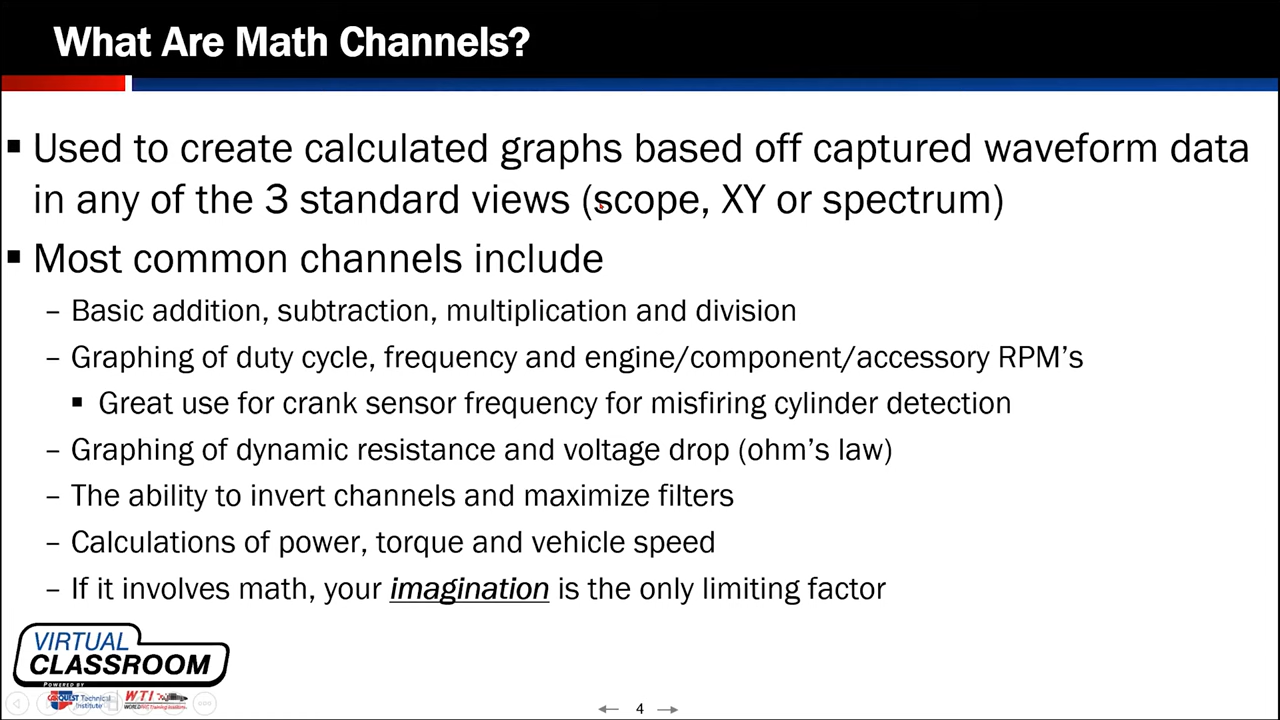 What Are Math Channels?
▪ Used to create calculated graphs based off captured waveform data
in any of the 3 standard views (scope, XY or spectrum)
▪ Most common channels include
– Basic addition, subtraction, multiplication and division
– Graphing of duty cycle, frequency and engine/component/accessory RPM’s
▪ Great use for crank sensor frequency for misfiring cylinder detection
– Graphing of dynamic resistance and voltage drop (ohm’s law)
– The ability to invert channels and maximize filters
– Calculations of power, torque and vehicle speed
– If it involves math, your imagination is the only limiting factor
VIRTUAL
CLASSROOM
POWERED BY
CARQUEST Technical Institute
WTI
4